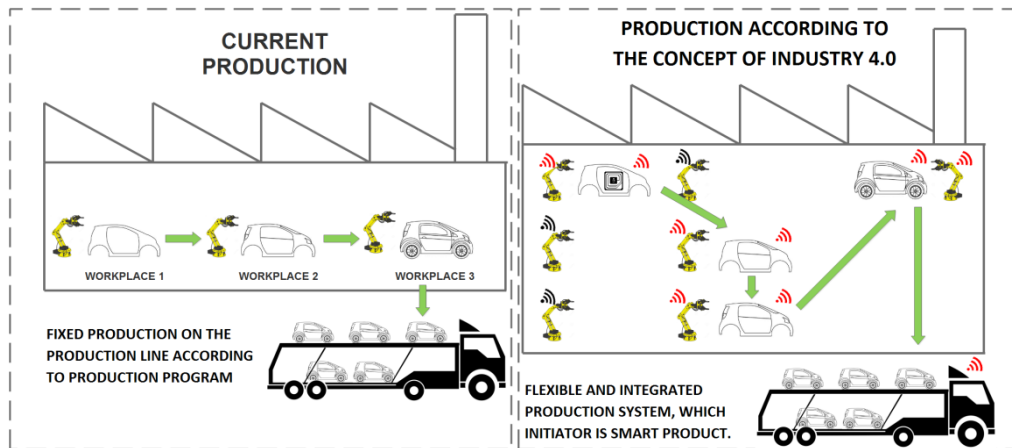 CURRENT
PRODUCTION
WORKPLACE 1
WORKPLACE 2
WORKPLACE 3
FIXED PRODUCTION ON THE
PRODUCTION LINE ACCORDING
TO PRODUCTION PROGRAM
PRODUCTION ACCORDING TO
THE CONCEPT OF INDUSTRY 4.0
FLEXIBLE AND INTEGRATED
PRODUCTION SYSTEM, WHICH
INITIATOR IS SMART PRODUCT.